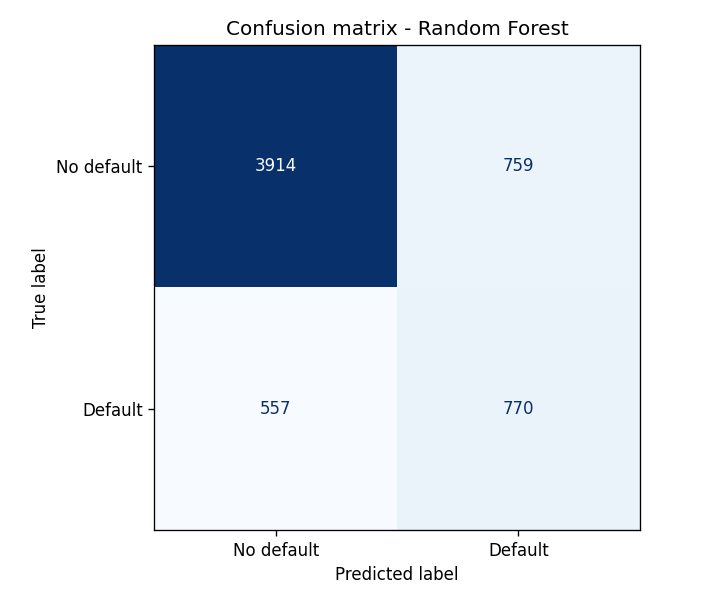 Confusion matrix - Random Forest
No default
3914
759
True label
Default
557
770
No default
Default
Predicted label